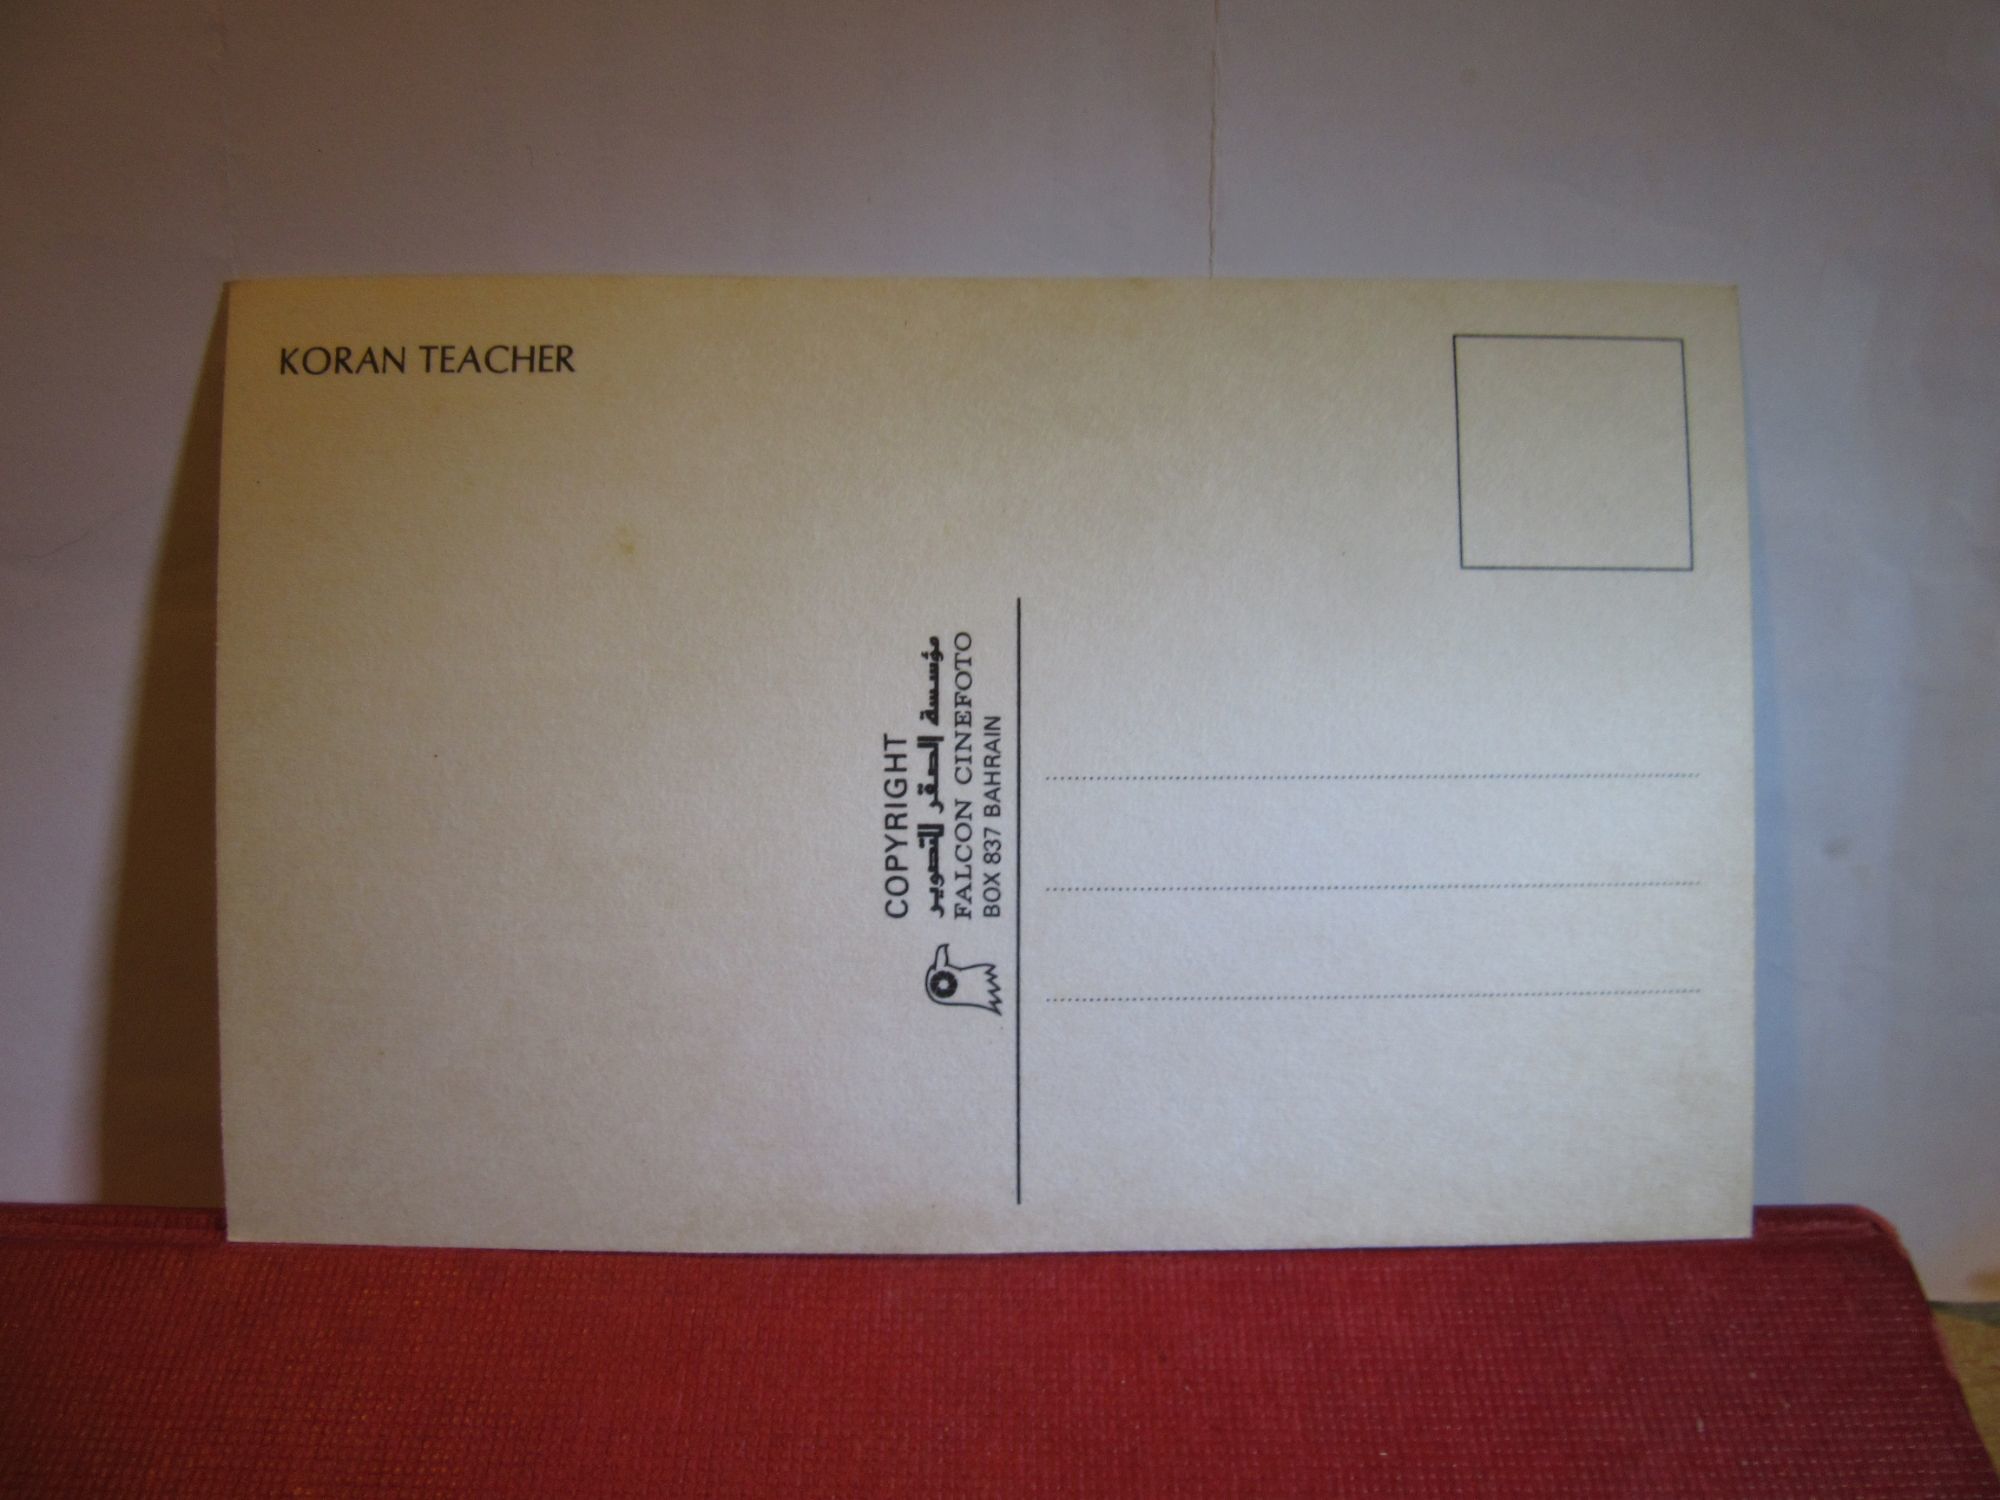 KORAN TEACHER
COPYRIGHT
مؤسسة الصقر للتصوير
FALCON CINEFOTO
BOX 837 BAHRAIN